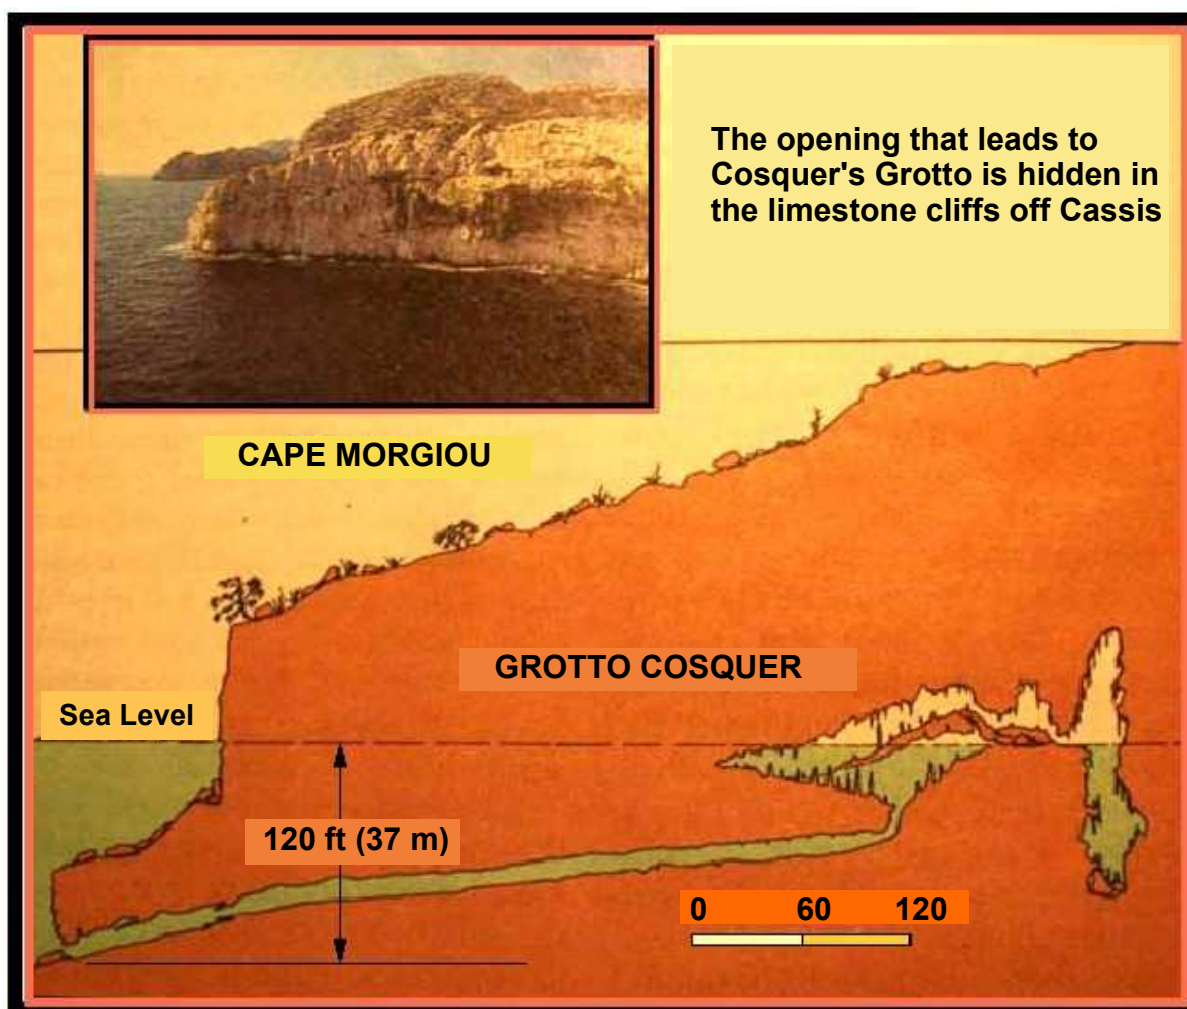 The opening that leads to
Cosquer's Grotto is hidden in
the limestone cliffs off Cassis
CAPE MORGIOU
GROTTO COSQUER
Sea Level
120 ft (37 m)
0 60 120